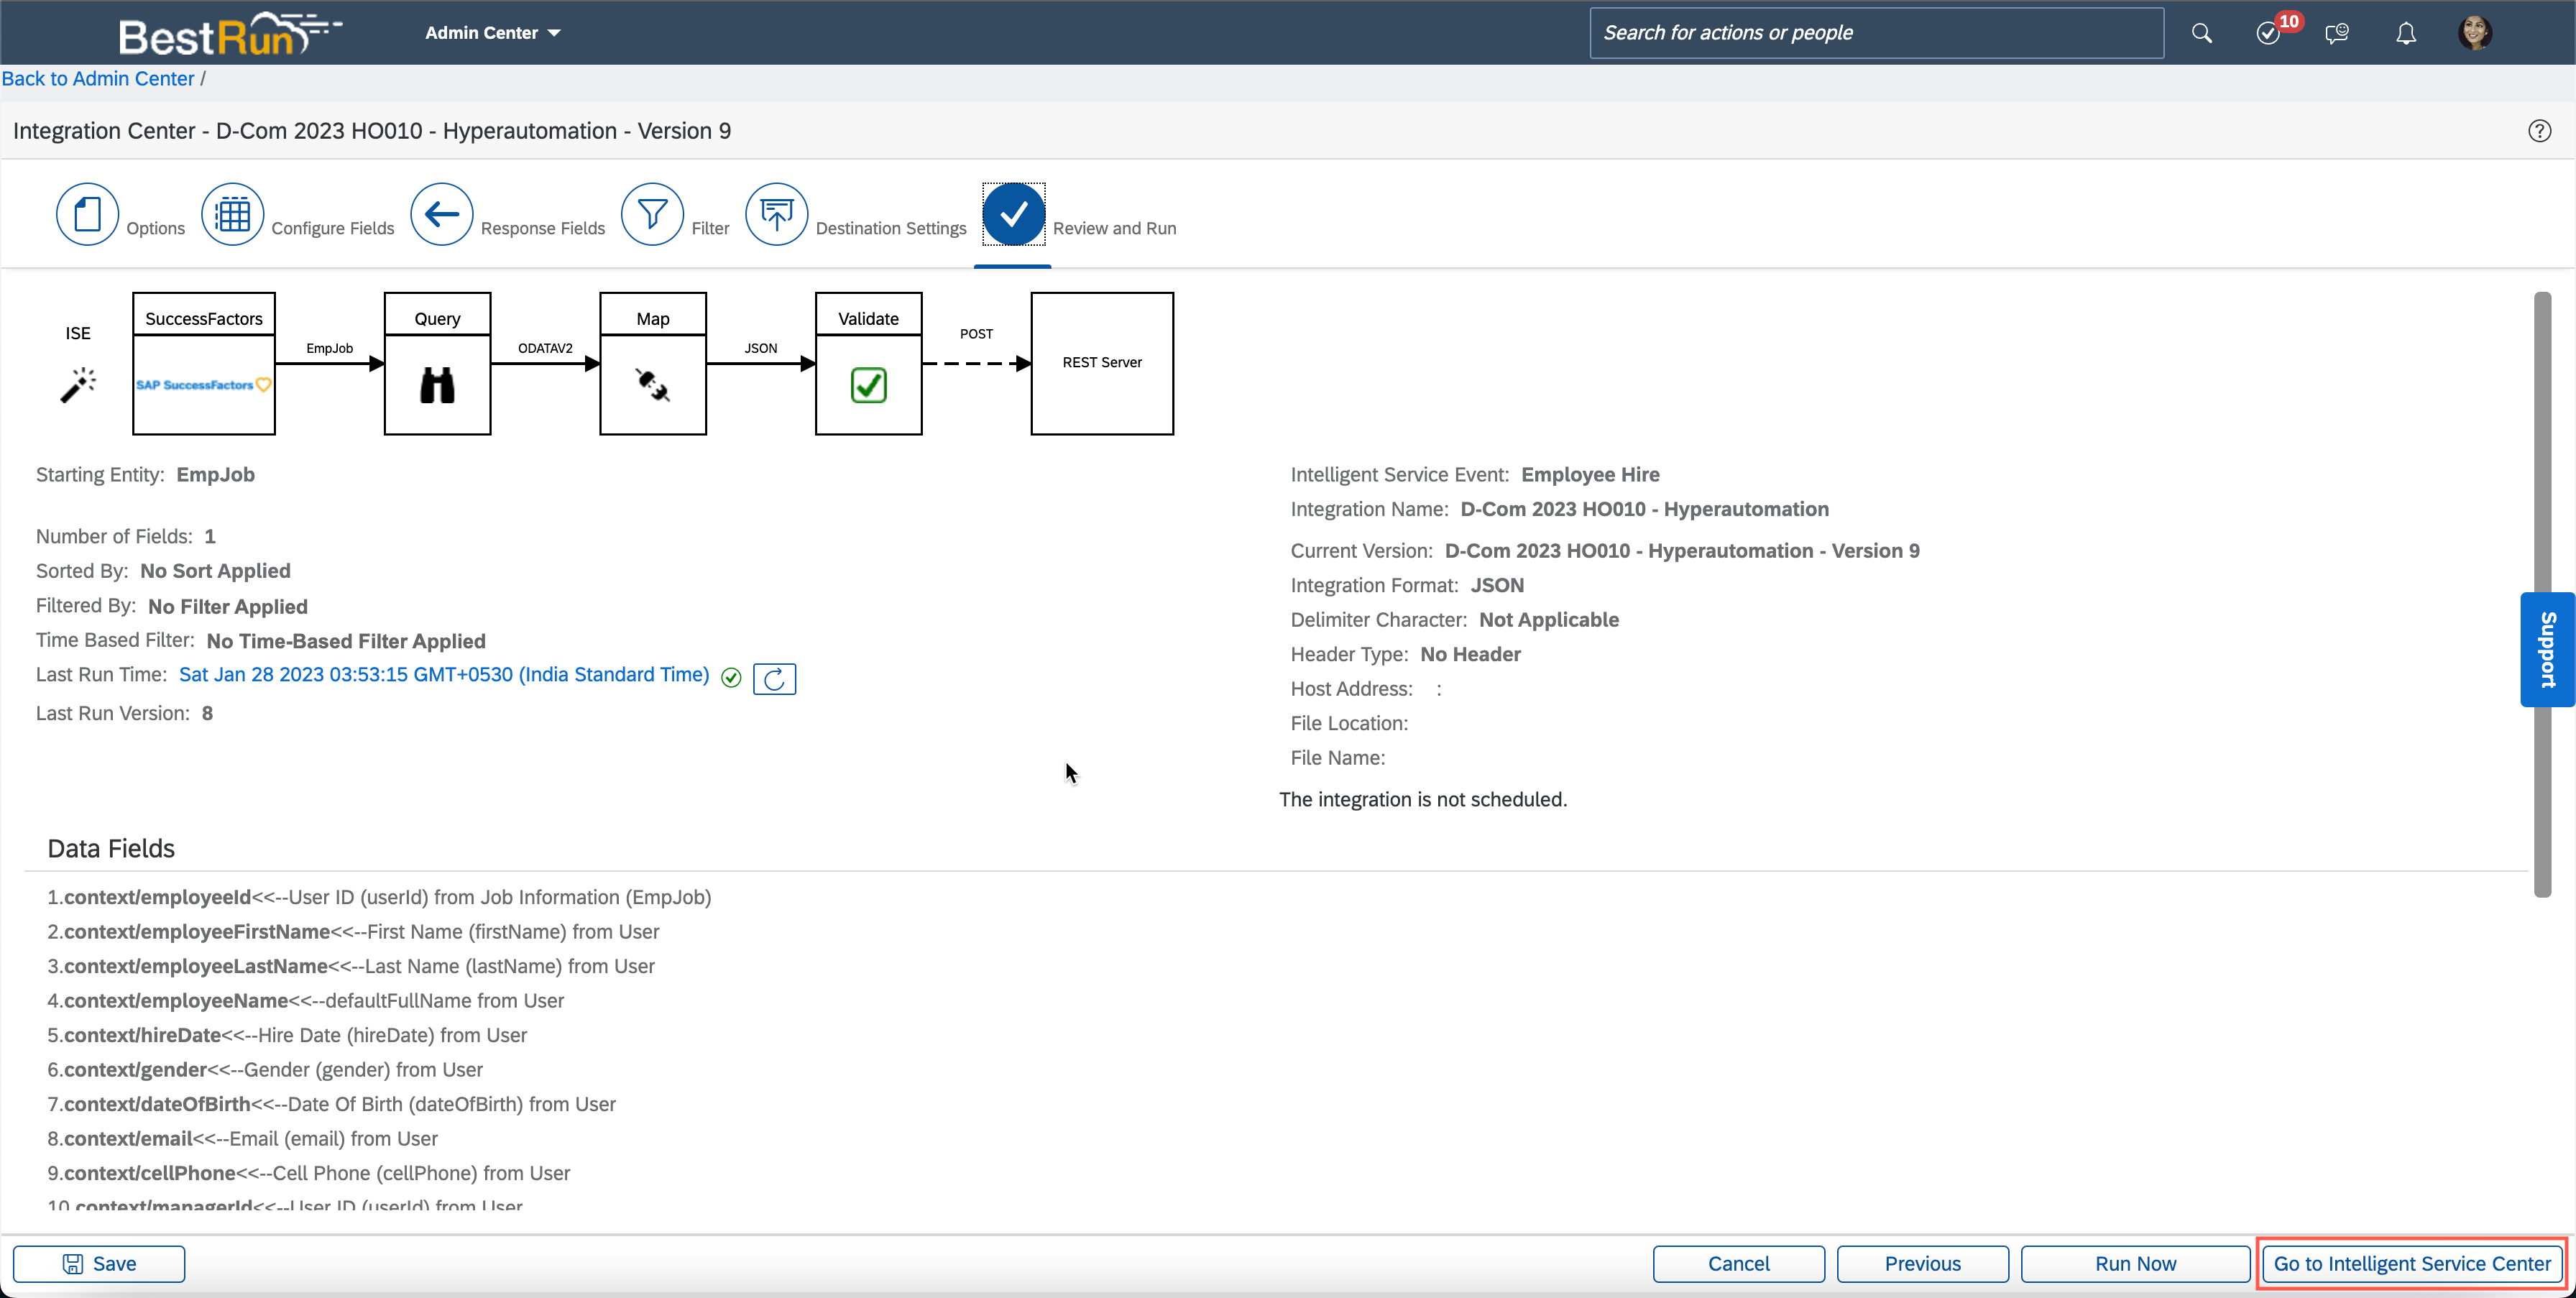 BestRun
Admin Center
Search for actions or people
10
Back to Admin Center /
Integration Center - D-Com 2023 HO010 - Hyperautomation - Version 9
Options
Configure Fields
Response Fields
Filter
Destination Settings
Review and Run
ISE
SuccessFactors
SAP SuccessFactors
EmpJob
Query
ODATAV2
Map
JSON
Validate
POST
REST Server
Starting Entity: EmpJob
Number of Fields: 1
Sorted By: No Sort Applied
Filtered By: No Filter Applied
Time Based Filter: No Time-Based Filter Applied
Last Run Time: Sat Jan 28 2023 03:53:15 GMT+0530 (India Standard Time)
Last Run Version: 8
Intelligent Service Event: Employee Hire
Integration Name: D-Com 2023 HO010 - Hyperautomation
Current Version: D-Com 2023 HO010 - Hyperautomation - Version 9
Integration Format: JSON
Delimiter Character: Not Applicable
Header Type: No Header
Host Address: :
File Location:
File Name:
The integration is not scheduled.
Support
Data Fields
1.context/employeeId<<--User ID (userId) from Job Information (EmpJob)
2.context/employeeFirstName<<--First Name (firstName) from User
3.context/employeeLastName<<--Last Name (lastName) from User
4.context/employeeName<<--defaultFullName from User
5.context/hireDate<<--Hire Date (hireDate) from User
6.context/gender<<--Gender (gender) from User
7.context/dateOfBirth<<--Date Of Birth (dateOfBirth) from User
8.context/email<<--Email (email) from User
9.context/cellPhone<<--Cell Phone (cellPhone) from User
10.context/managerId<<--User ID (userId) from User
Save
Cancel
Previous
Run Now
Go to Intelligent Service Center